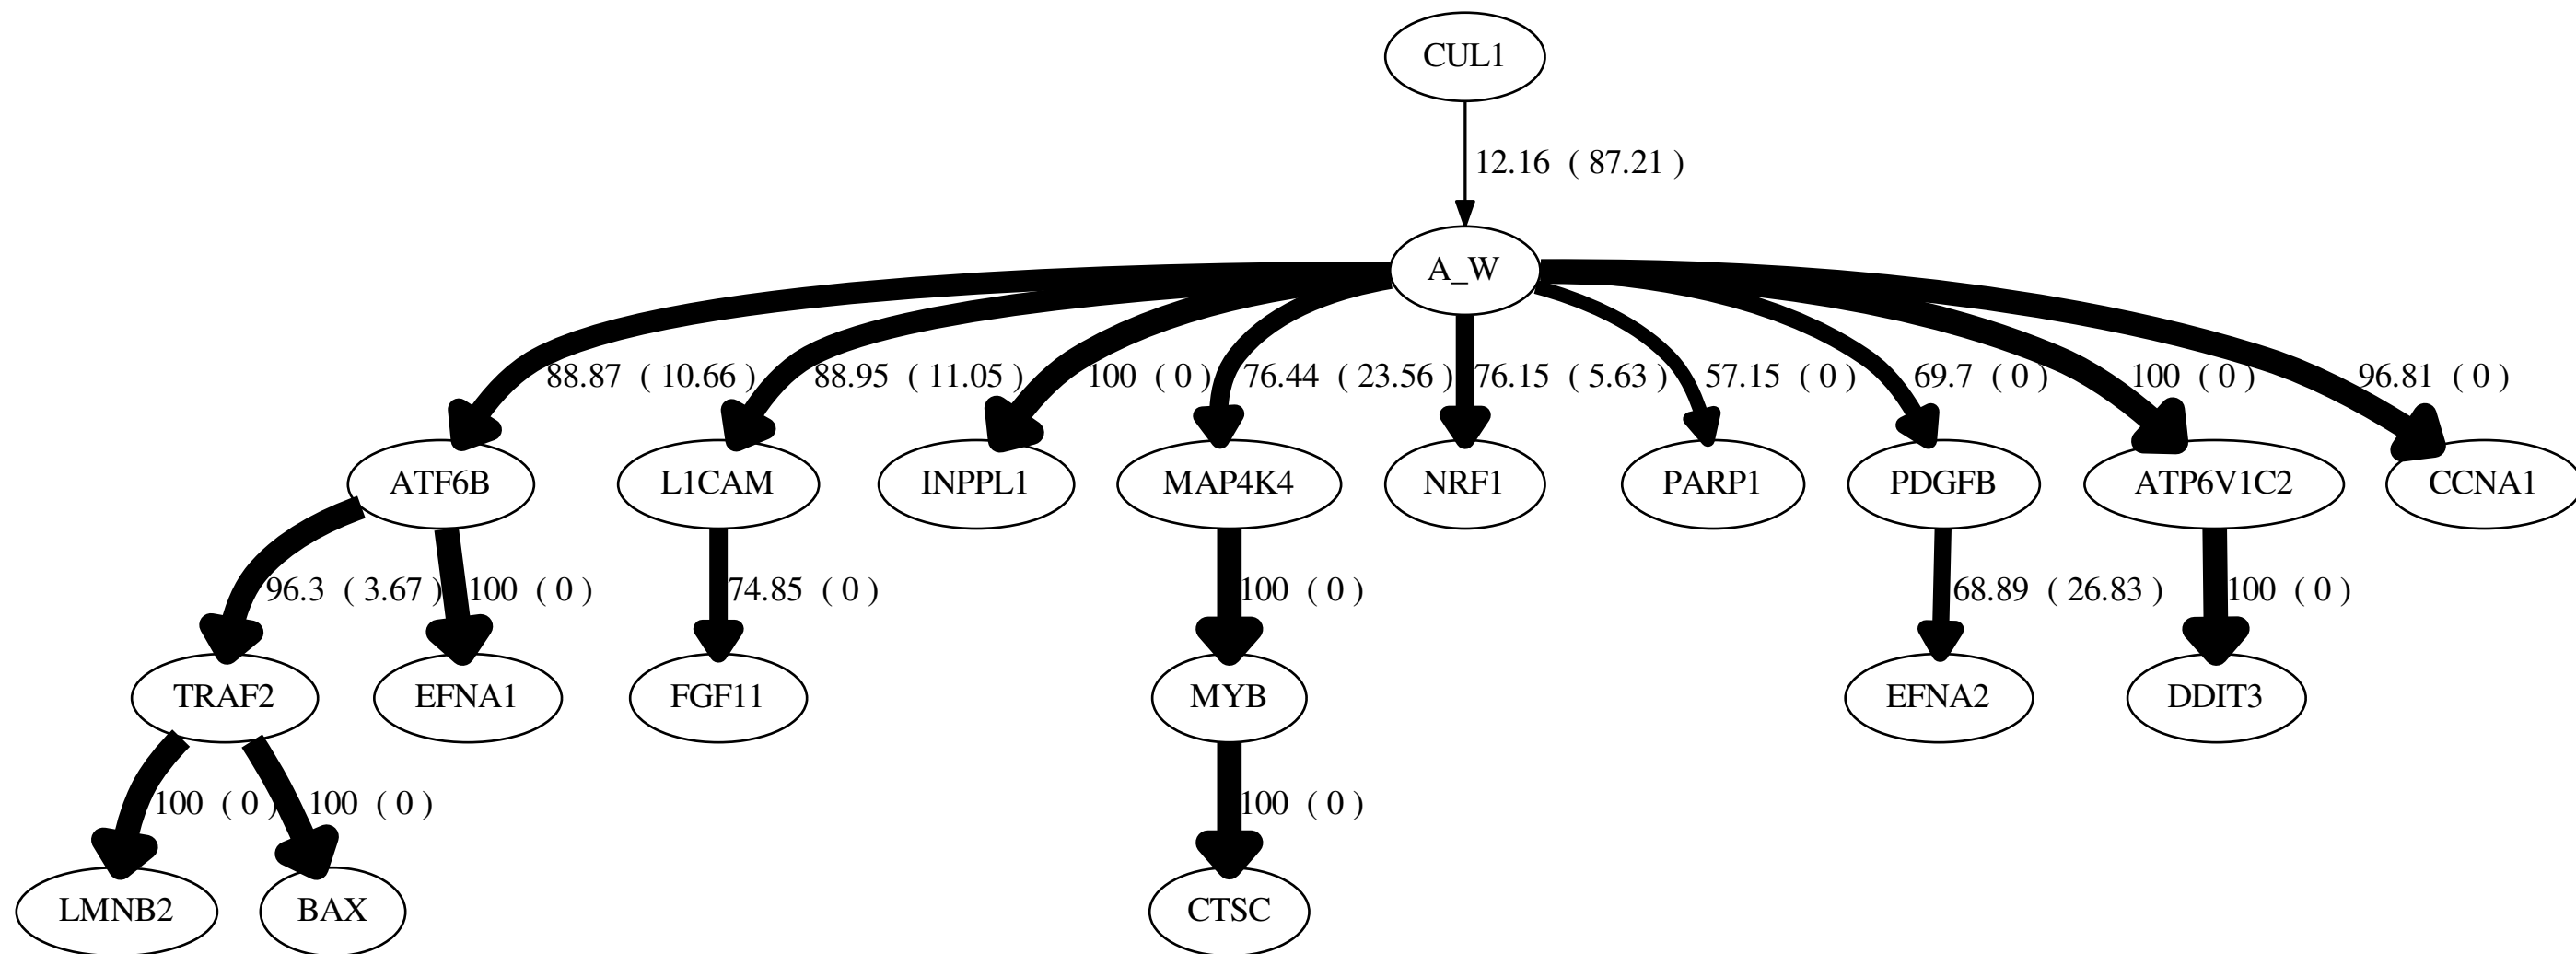 CUL1
12.16 ( 87.21 )
A_W
88.87 ( 10.66 ) 88.95 ( 11.05 ) 100 ( 0 ) 76.44 ( 23.56 ) 76.15 ( 5.63 ) 57.15 ( 0 ) 69.7 ( 0 ) 100 ( 0 ) 96.81 ( 0 )
ATF6B L1CAM INPPL1 MAP4K4 NRF1 PARP1 PDGFB ATP6V1C2 CCNA1
96.3 ( 3.67 ) 100 ( 0 ) 74.85 ( 0 ) 100 ( 0 ) 68.89 ( 26.83 ) 100 ( 0 )
TRAF2 EFNA1 FGF11 MYB EFNA2 DDIT3
100 ( 0 ) 100 ( 0 ) 100 ( 0 )
LMNB2 BAX CTSC